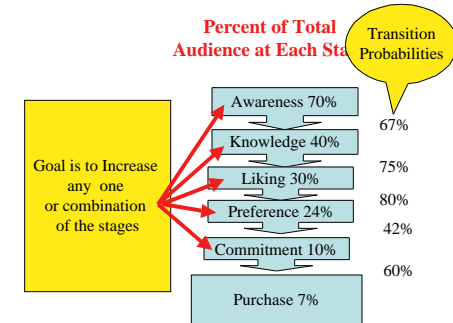 Percent of Total
Audience at Each
Transition
Probabilities
Awareness 70%
67%
Knowledge 40%
75%
Goal is to Increase
any one
or combination
of the stages
Liking 30%
80%
Preference 24%
42%
Commitment 10%
60%
Purchase 7%